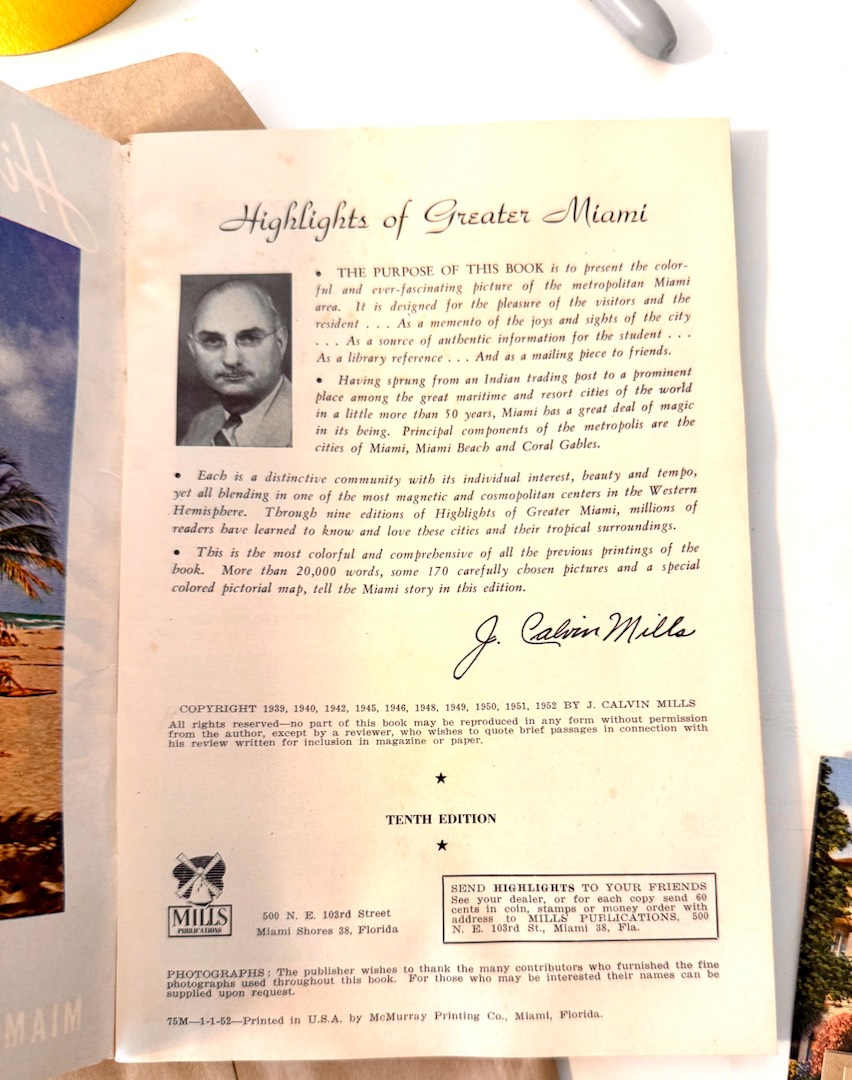 Highlights of Greater Miami
• THE PURPOSE OF THIS BOOK is to present the color-
ful and ever-fascinating picture of the metropolitan Miami
area. It is designed for the pleasure of the visitors and the
resident . . . As a memento of the joys and sights of the city
. . . As a source of authentic information for the student . . .
As a library reference . . . And as a mailing piece to friends.
• Having sprung from an Indian trading post to a prominent
place among the great maritime and resort cities of the world
in a little more than 50 years, Miami has a great deal of magic
in its being. Principal components of the metropolis are the
cities of Miami, Miami Beach and Coral Gables.
• Each is a distinctive community with its individual interest, beauty and tempo,
yet all blending in one of the most magnetic and cosmopolitan centers in the Western
Hemisphere. Through nine editions of Highlights of Greater Miami, millions of
readers have learned to know and love these cities and their tropical surroundings.
• This is the most colorful and comprehensive of all the previous printings of the
book. More than 20,000 words, some 170 carefully chosen pictures and a special
colored pictorial map, tell the Miami story in this edition.
J. Calvin Mills
COPYRIGHT 1939, 1940, 1942, 1945, 1946, 1948, 1949, 1950, 1951, 1952 BY J. CALVIN MILLS
All rights reserved—no part of this book may be reproduced in any form without permission
from the author, except by a reviewer, who wishes to quote brief passages in connection with
his review written for inclusion in magazine or paper.
★
TENTH EDITION
★
MILLS
PUBLICATIONS
500 N. E. 103rd Street
Miami Shores 38, Florida
SEND HIGHLIGHTS TO YOUR FRIENDS
See your dealer, or for each copy send 60
cents in coin, stamps or money order with
address to MILLS PUBLICATIONS, 500
N. E. 103rd St., Miami 38, Fla.
PHOTOGRAPHS: The publisher wishes to thank the many contributors who furnished the fine
photographs used throughout this book. For those who may be interested their names can be
supplied upon request.
75M—1-1-52—Printed in U.S.A. by McMurray Printing Co., Miami, Florida.